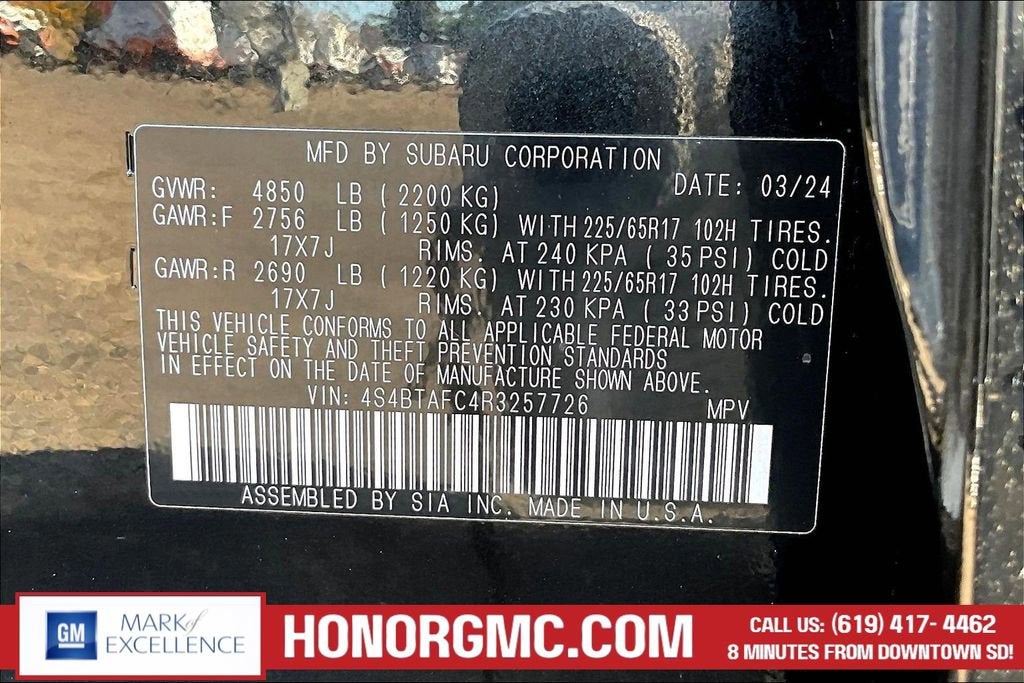 MFD BY SUBARU CORPORATION
GVWR: 4850 LB ( 2200 KG) DATE: 03/24
GAWR:F 2756 LB ( 1250 KG) WITH 225/65R17 102H TIRES.
17X7J RIMS. AT 240 KPA ( 35 PSI) COLD
GAWR:R 2690 LB ( 1220 KG) WITH 225/65R17 102H TIRES.
17X7J RIMS. AT 230 KPA ( 33 PSI) COLD
THIS VEHICLE CONFORMS TO ALL APPLICABLE FEDERAL MOTOR
VEHICLE SAFETY AND THEFT PREVENTION STANDARDS
IN EFFECT ON THE DATE OF MANUFACTURE SHOWN ABOVE.
VIN: 4S4BTAFC4R3257726 MPV
ASSEMBLED BY SIA INC. MADE IN U.S.A.
GM MARK of EXCELLENCE
HONORGMC.COM
CALL US: (619) 417- 4462
8 MINUTES FROM DOWNTOWN SD!